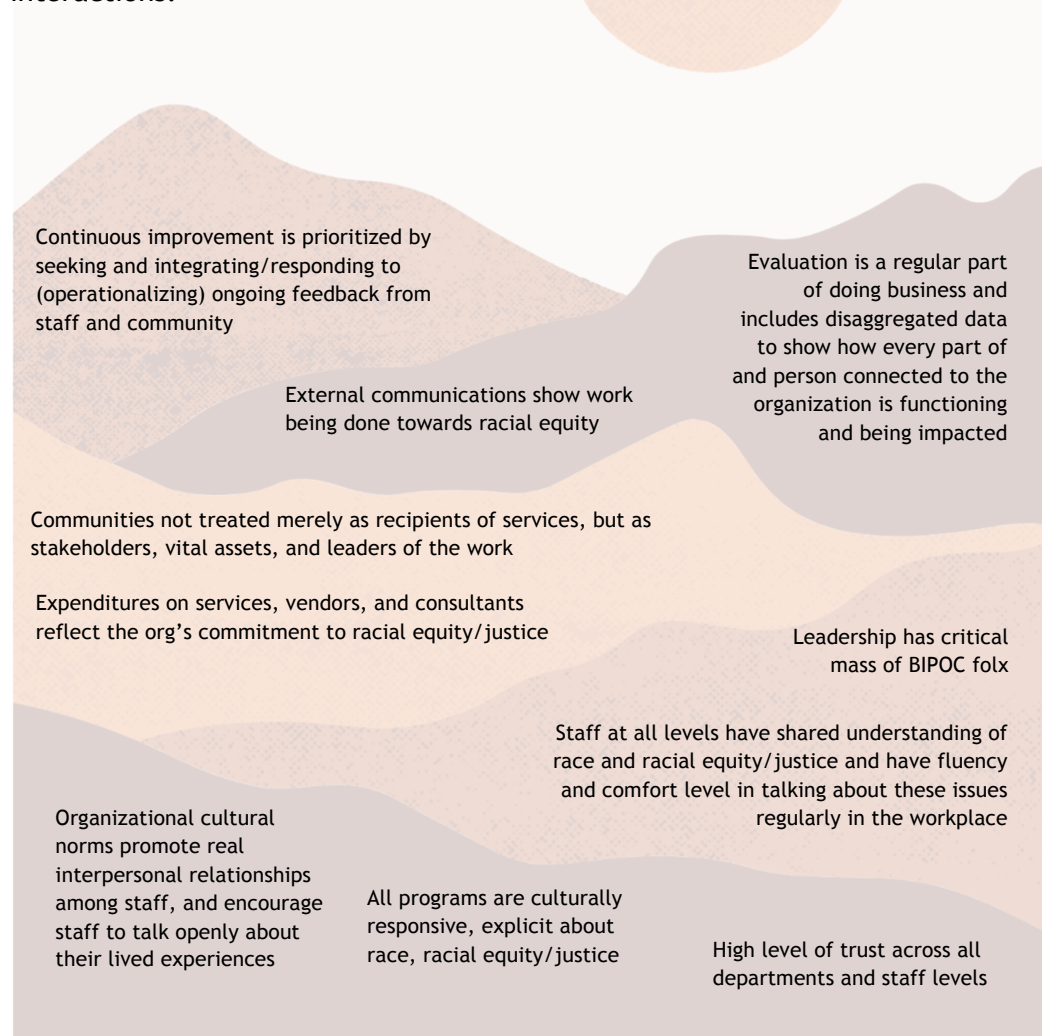 interactions.
Continuous improvement is prioritized by
seeking and integrating/responding to
(operationalizing) ongoing feedback from
staff and community
Evaluation is a regular part
of doing business and
includes disaggregated data
to show how every part of
and person connected to the
organization is functioning
and being impacted
External communications show work
being done towards racial equity
Communities not treated merely as recipients of services, but as
stakeholders, vital assets, and leaders of the work
Expenditures on services, vendors, and consultants
reflect the org’s commitment to racial equity/justice
Leadership has critical
mass of BIPOC folx
Staff at all levels have shared understanding of
race and racial equity/justice and have fluency
and comfort level in talking about these issues
regularly in the workplace
Organizational cultural
norms promote real
interpersonal relationships
among staff, and encourage
staff to talk openly about
their lived experiences
All programs are culturally
responsive, explicit about
race, racial equity/justice
High level of trust across all
departments and staff levels